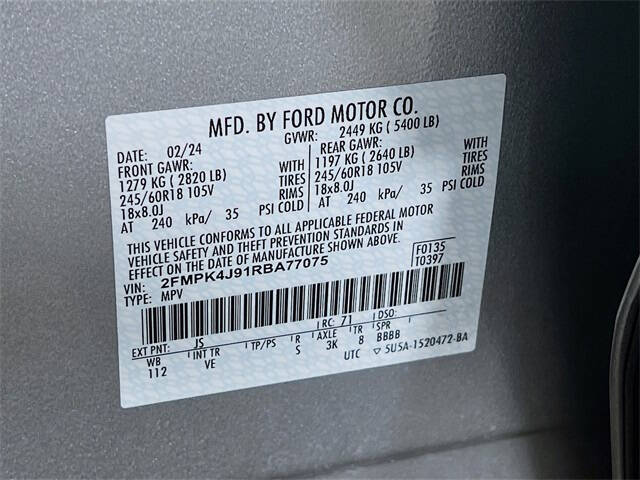 MFD. BY FORD MOTOR CO.
DATE: 02/24 GVWR: 2449 KG ( 5400 LB)
FRONT GAWR: WITH REAR GAWR: WITH
1279 KG ( 2820 LB) TIRES 1197 KG ( 2640 LB) TIRES
245/60R18 105V RIMS 245/60R18 105V RIMS
18x8.0J 18x8.0J
AT 240 kPa/ 35 PSI COLD AT 240 kPa/ 35 PSI COLD
THIS VEHICLE CONFORMS TO ALL APPLICABLE FEDERAL MOTOR
VEHICLE SAFETY AND THEFT PREVENTION STANDARDS IN
EFFECT ON THE DATE OF MANUFACTURE SHOWN ABOVE.
VIN: 2FMPK4J91RBA77075 F0135
TYPE: MPV T0397
EXT PNT: JS RC: 71 DSO:
WB INT TR TP/PS R AXLE TR SPR
112 VE S 3K 8 BBBB
UTC ▽ 5U5A-1520472-BA